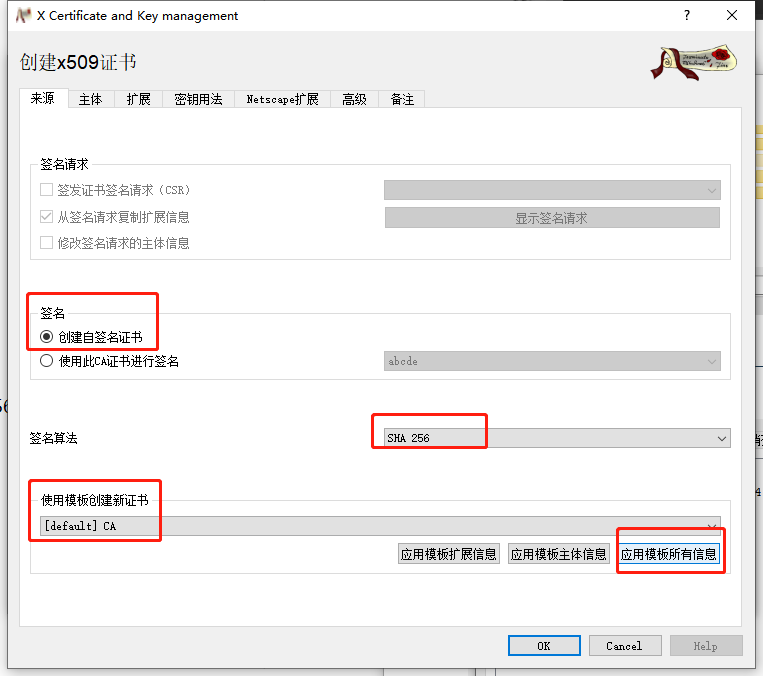 X Certificate and Key management
?
创建x509证书
来源 主体 扩展 密钥用法 Netscape扩展 高级 备注
签名请求
签发证书签名请求（CSR）
从签名请求复制扩展信息 显示签名请求
修改签名请求的主体信息
签名
创建自签名证书
使用此CA证书进行签名 abcde
签名算法 SHA 256
使用模板创建新证书
[default] CA
应用模板扩展信息 应用模板主体信息 应用模板所有信息
OK Cancel Help